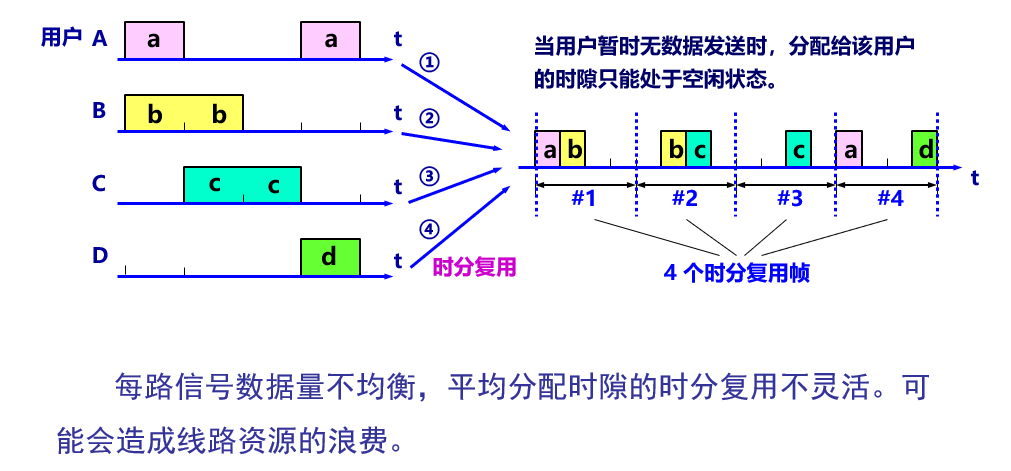 用户 A a a t
①
当用户暂时无数据发送时，分配给该用户
的时隙只能处于空闲状态。
B b b t
②
a b b c c a d
t
C c c t
③
#1 #2 #3 #4
④
D d t
时分复用
4 个时分复用帧
每路信号数据量不均衡，平均分配时隙的时分复用不灵活。可
能会造成线路资源的浪费。